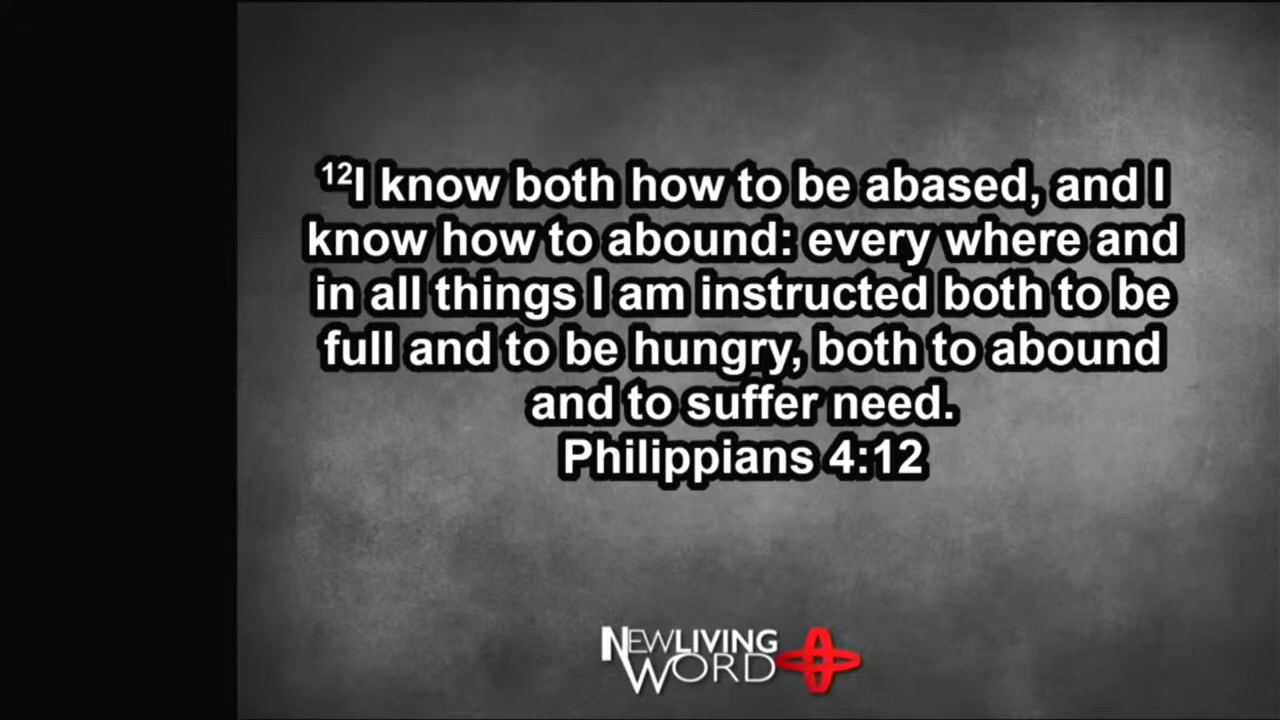 ¹²I know both how to be abased, and I
know how to abound: every where and
in all things I am instructed both to be
full and to be hungry, both to abound
and to suffer need.
Philippians 4:12
NEWLIVING
WORD